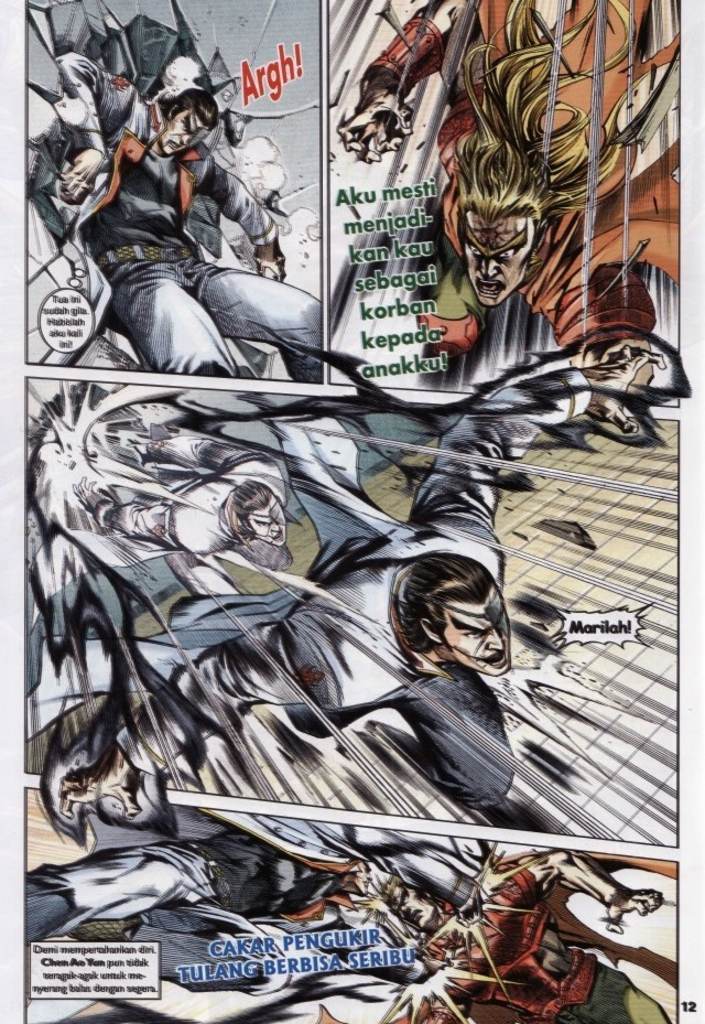 Argh!
Tua ini
sudah gila.
Habislah
aku kali
ini!
Aku mesti
menjadi-
kan kau
sebagai
korban
kepada
anakku!
Marilah!
CAKAR PENGUKIR
TULANG BERBISA SERIBU
Demi mempertahankan diri,
Chen Ao Yun pun tidak
teragak-agak untuk me-
nyerang balas dengan segera.
12